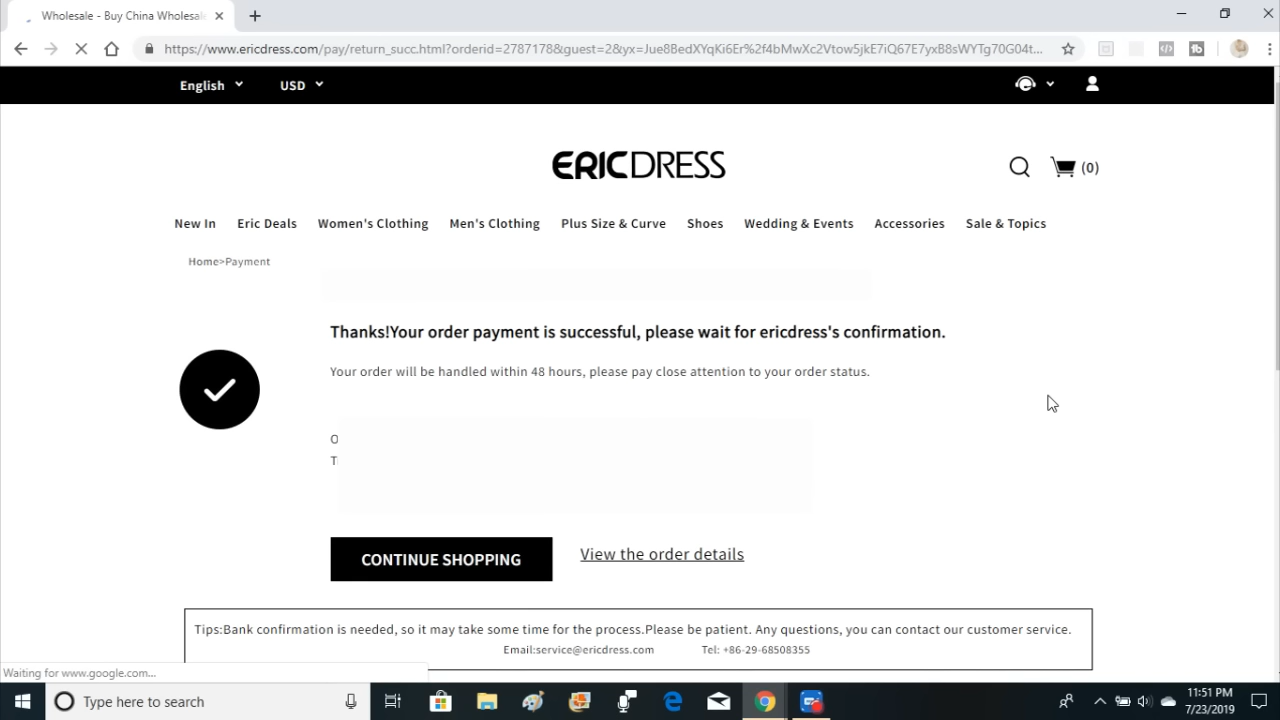 Wholesale - Buy China Wholesale
https://www.ericdress.com/pay/return_succ.html?orderid=2787178&guest=2&yx=Jue8BedXYqKi6Er%2f4bMwXc2Vtow5jkE7iQ67E7yxB8sWYTg70G04t...
English USD
ERICDRESS
(0)
New In Eric Deals Women's Clothing Men's Clothing Plus Size & Curve Shoes Wedding & Events Accessories Sale & Topics
Home>Payment
Thanks!Your order payment is successful, please wait for ericdress's confirmation.
Your order will be handled within 48 hours, please pay close attention to your order status.
O
T
CONTINUE SHOPPING View the order details
Tips:Bank confirmation is needed, so it may take some time for the process.Please be patient. Any questions, you can contact our customer service.
Email:service@ericdress.com Tel: +86-29-68508355
Waiting for www.google.com...
Type here to search
11:51 PM
7/23/2019